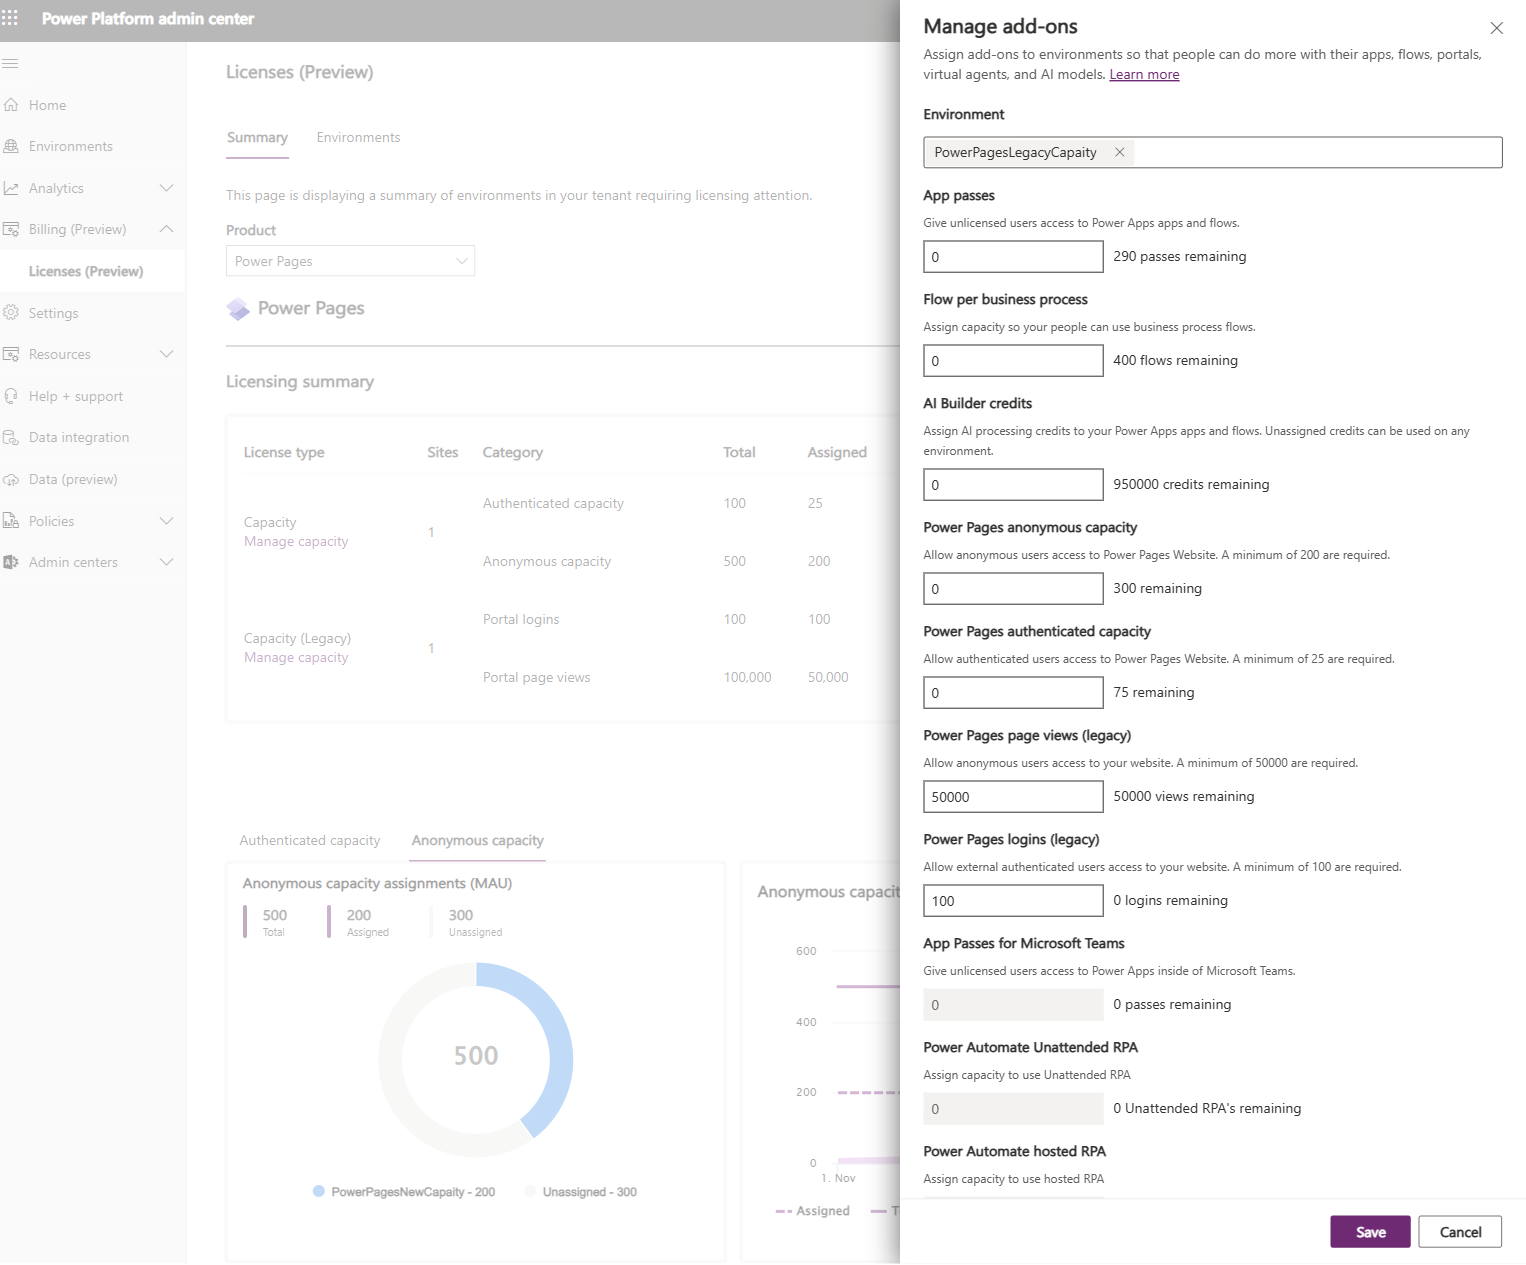 Power Platform admin center
Home
Environments
Analytics
Billing (Preview)
Licenses (Preview)
Settings
Resources
Help + support
Data integration
Data (preview)
Policies
Admin centers
Licenses (Preview)
Summary Environments
This page is displaying a summary of environments in your tenant requiring licensing attention.
Product
Power Pages
Power Pages
Licensing summary
License type Sites Category Total Assigned
Authenticated capacity 100 25
Capacity
Manage capacity
1
Anonymous capacity 500 200
Portal logins 100 100
Capacity (Legacy)
Manage capacity
1
Portal page views 100,000 50,000
Authenticated capacity Anonymous capacity
Anonymous capacity assignments (MAU)
500 200 300
Total Assigned Unassigned
500
PowerPagesNewCapaity - 200 Unassigned - 300
Anonymous capacit
600
400
200
0
1. Nov
Assigned
Manage add-ons
Assign add-ons to environments so that people can do more with their apps, flows, portals,
virtual agents, and AI models. Learn more
Environment
PowerPagesLegacyCapaity
App passes
Give unlicensed users access to Power Apps apps and flows.
0 290 passes remaining
Flow per business process
Assign capacity so your people can use business process flows.
0 400 flows remaining
AI Builder credits
Assign AI processing credits to your Power Apps apps and flows. Unassigned credits can be used on any
environment.
0 950000 credits remaining
Power Pages anonymous capacity
Allow anonymous users access to Power Pages Website. A minimum of 200 are required.
0 300 remaining
Power Pages authenticated capacity
Allow authenticated users access to Power Pages Website. A minimum of 25 are required.
0 75 remaining
Power Pages page views (legacy)
Allow anonymous users access to your website. A minimum of 50000 are required.
50000 50000 views remaining
Power Pages logins (legacy)
Allow external authenticated users access to your website. A minimum of 100 are required.
100 0 logins remaining
App Passes for Microsoft Teams
Give unlicensed users access to Power Apps inside of Microsoft Teams.
0 0 passes remaining
Power Automate Unattended RPA
Assign capacity to use Unattended RPA
0 0 Unattended RPA's remaining
Power Automate hosted RPA
Assign capacity to use hosted RPA
Save Cancel